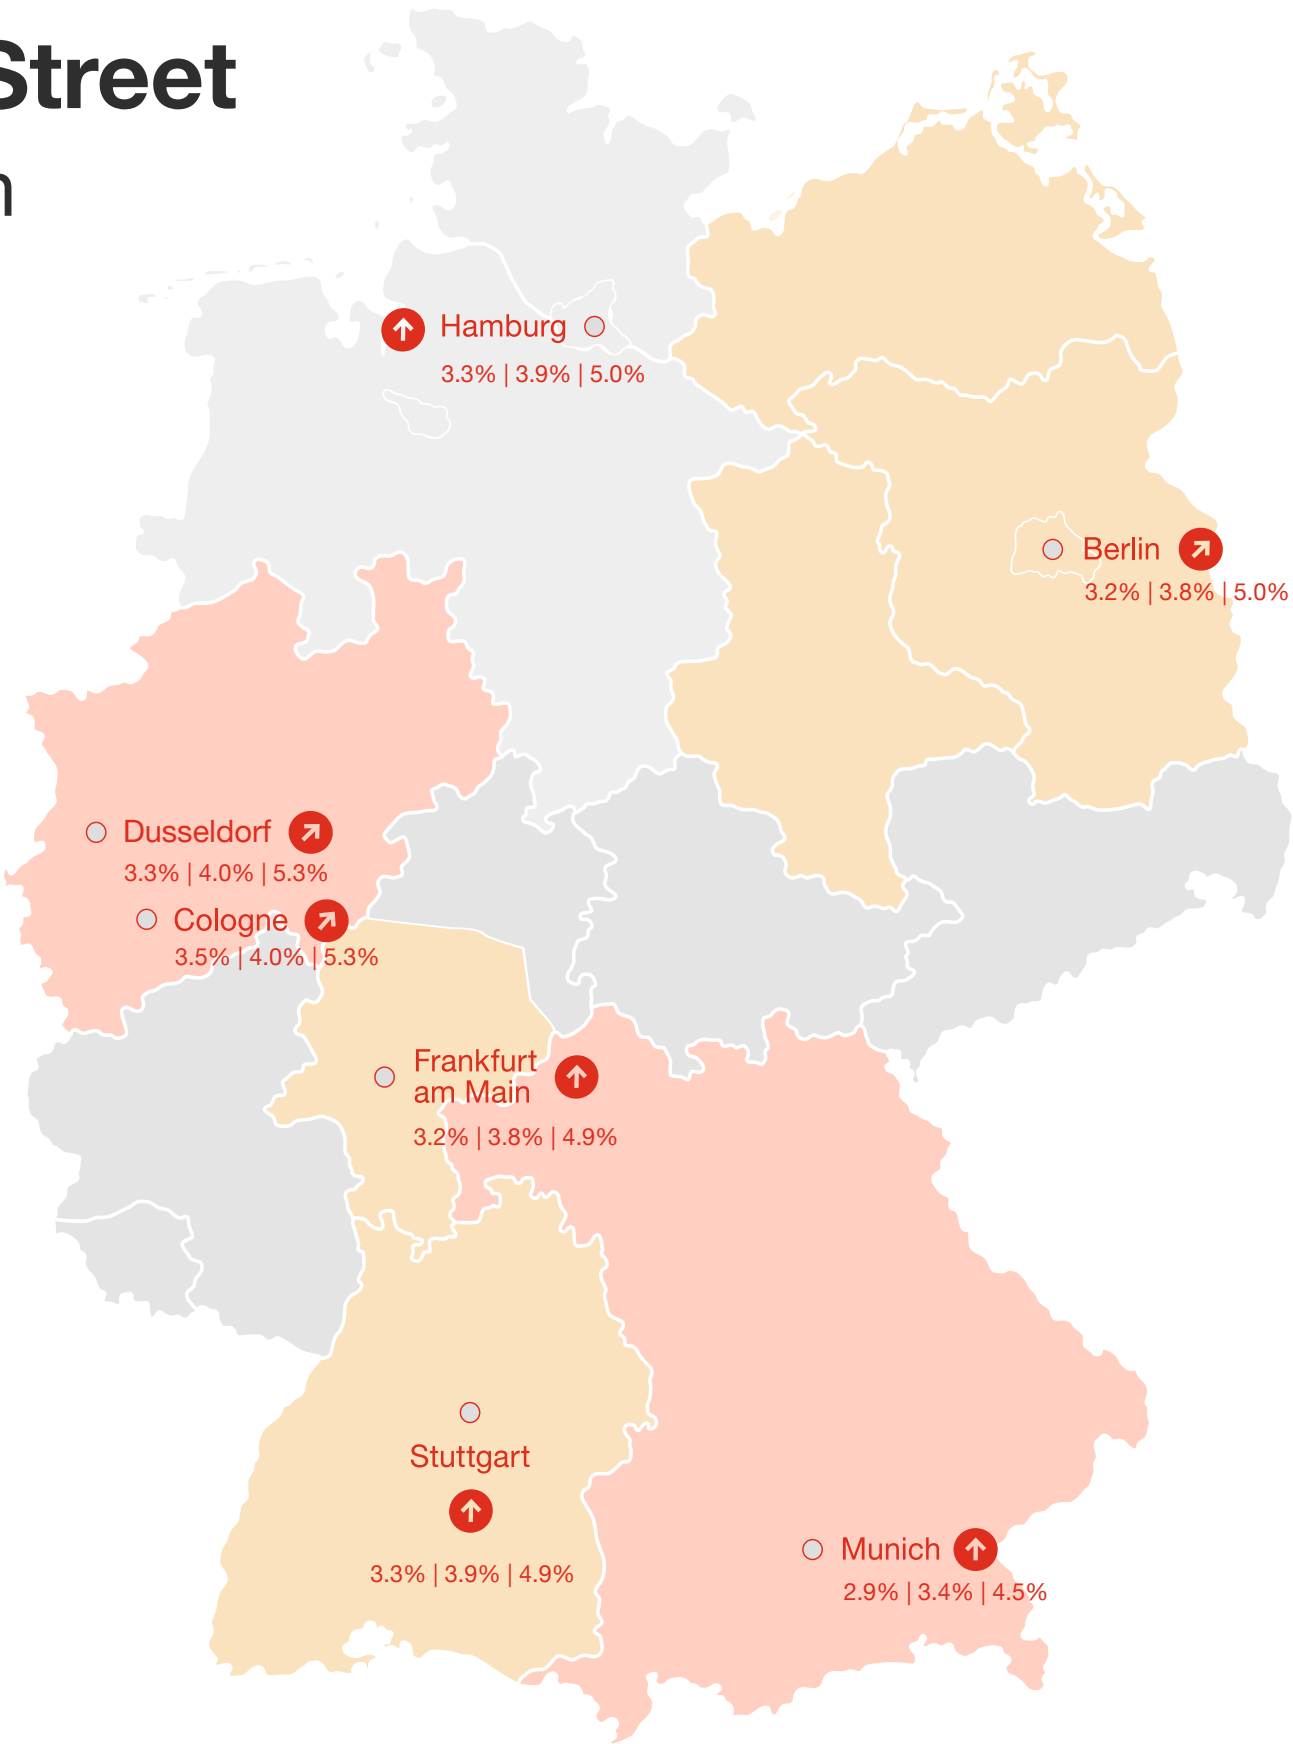 Street
Hamburg
3.3% | 3.9% | 5.0%
Berlin
3.2% | 3.8% | 5.0%
Dusseldorf
3.3% | 4.0% | 5.3%
Cologne
3.5% | 4.0% | 5.3%
Frankfurt
am Main
3.2% | 3.8% | 4.9%
Stuttgart
3.3% | 3.9% | 4.9%
Munich
2.9% | 3.4% | 4.5%